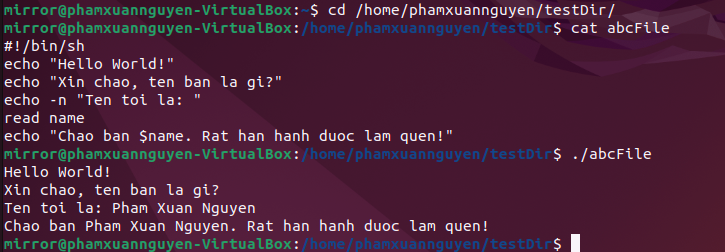 mirror@phamxuannguyen-VirtualBox:~$ cd /home/phamxuannguyen/testDir/
mirror@phamxuannguyen-VirtualBox:/home/phamxuannguyen/testDir$ cat abcFile
#!/bin/sh
echo "Hello World!"
echo "Xin chao, ten ban la gi?"
echo -n "Ten toi la: "
read name
echo "Chao ban $name. Rat han hanh duoc lam quen!"
mirror@phamxuannguyen-VirtualBox:/home/phamxuannguyen/testDir$ ./abcFile
Hello World!
Xin chao, ten ban la gi?
Ten toi la: Pham Xuan Nguyen
Chao ban Pham Xuan Nguyen. Rat han hanh duoc lam quen!
mirror@phamxuannguyen-VirtualBox:/home/phamxuannguyen/testDir$